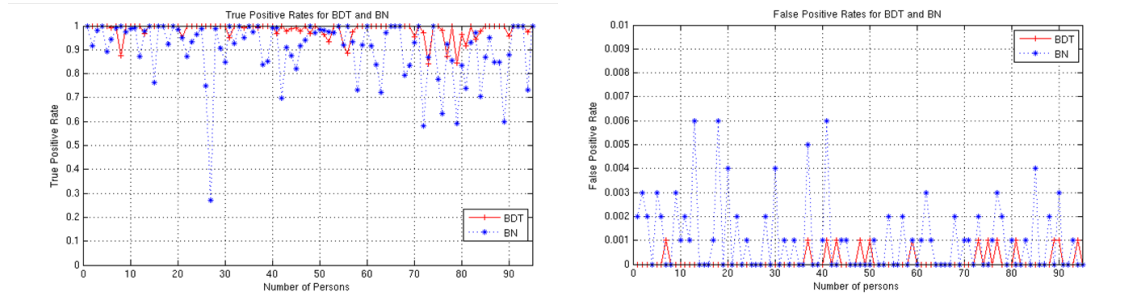 True Positive Rates for BDT and BN
1
0.9
0.8
0.7
0.6
0.5
0.4
0.3
0.2
0.1
0
True Positive Rate
BDT
BN
0 10 20 30 40 50 60 70 80 90
Number of Persons
False Positive Rates for BDT and BN
0.01
0.009
0.008
0.007
0.006
0.005
0.004
0.003
0.002
0.001
0
False Positive Rate
BDT
BN
10 20 30 40 50 60 70 80 90
Number of persons